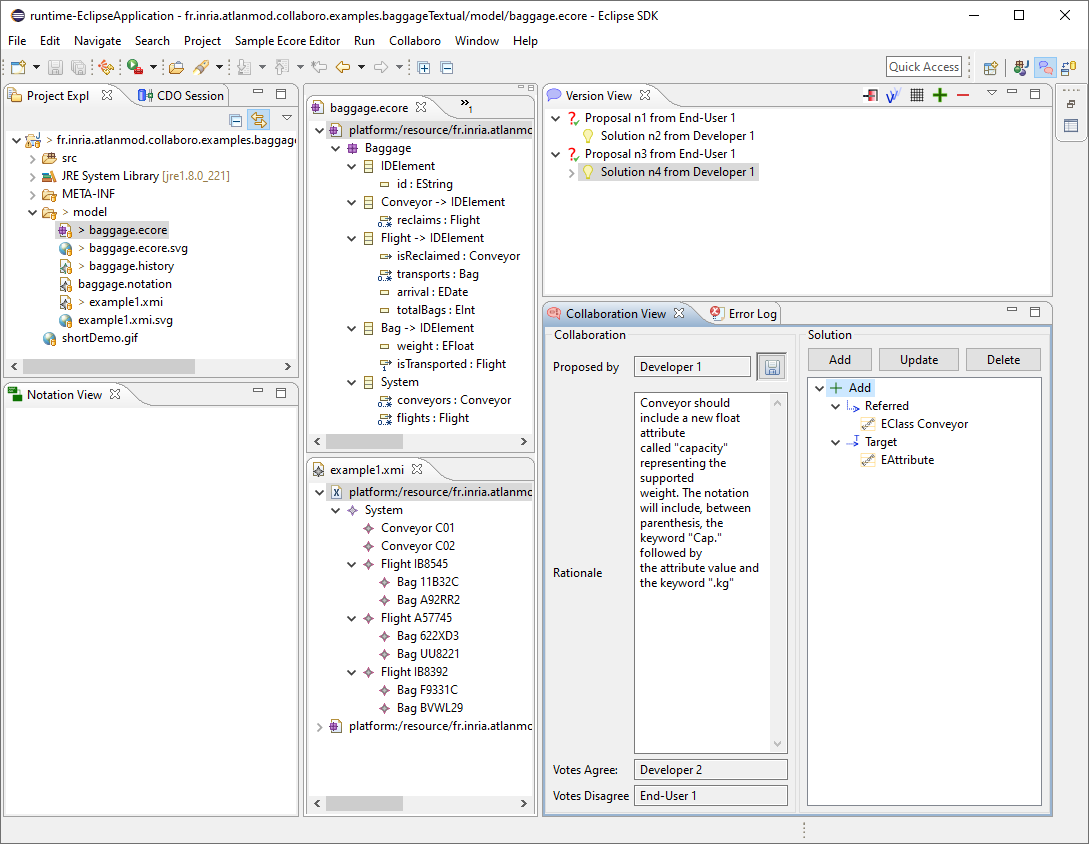 runtime-EclipseApplication - fr.inria.atlanmod.collaboro.examples.baggageTextual/model/baggage.ecore - Eclipse SDK
File Edit Navigate Search Project Sample Ecore Editor Run Collaboro Window Help
Quick Access
Project Expl
CDO Session
> fr.inria.atlanmod.collaboro.examples.baggage
src
JRE System Library [jre1.8.0_221]
META-INF
> model
> baggage.ecore
> baggage.ecore.svg
> baggage.history
baggage.notation
> example1.xmi
example1.xmi.svg
shortDemo.gif
Notation View
baggage.ecore
»1
platform:/resource/fr.inria.atlanmo
Baggage
IDElement
id : EString
Conveyor -> IDElement
reclaims : Flight
Flight -> IDElement
isReclaimed : Conveyor
transports : Bag
arrival : EDate
totalBags : EInt
Bag -> IDElement
weight : EFloat
isTransported : Flight
System
conveyors : Conveyor
flights : Flight
example1.xmi
platform:/resource/fr.inria.atlanmo
System
Conveyor C01
Conveyor C02
Flight IB8545
Bag 11B32C
Bag A92RR2
Flight A57745
Bag 622XD3
Bag UU8221
Flight IB8392
Bag F9331C
Bag BVWL29
platform:/resource/fr.inria.atlanmo
Version View
Proposal n1 from End-User 1
Solution n2 from Developer 1
Proposal n3 from End-User 1
Solution n4 from Developer 1
Collaboration View
Error Log
Collaboration
Proposed by
Developer 1
Rationale
Conveyor should
include a new float
attribute
called "capacity"
representing the
supported
weight. The notation
will include, between
parenthesis, the
keyword "Cap."
followed by
the attribute value and
the keyword ".kg"
Votes Agree:
Developer 2
Votes Disagree
End-User 1
Solution
Add
Update
Delete
Add
Referred
EClass Conveyor
Target
EAttribute